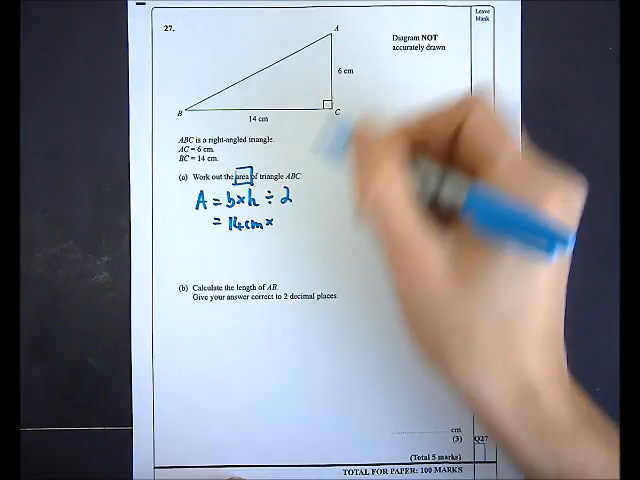 Leave
blank
27.
A
Diagram NOT
accurately drawn
6 cm
B
C
14 cm
ABC is a right-angled triangle.
AC = 6 cm.
BC = 14 cm.
(a) Work out the area of triangle ABC.
A = b x h ÷ 2
= 14cm x
(b) Calculate the length of AB.
Give your answer correct to 2 decimal places.
.......................... cm
(3)
Q27
(Total 5 marks)
TOTAL FOR PAPER: 100 MARKS